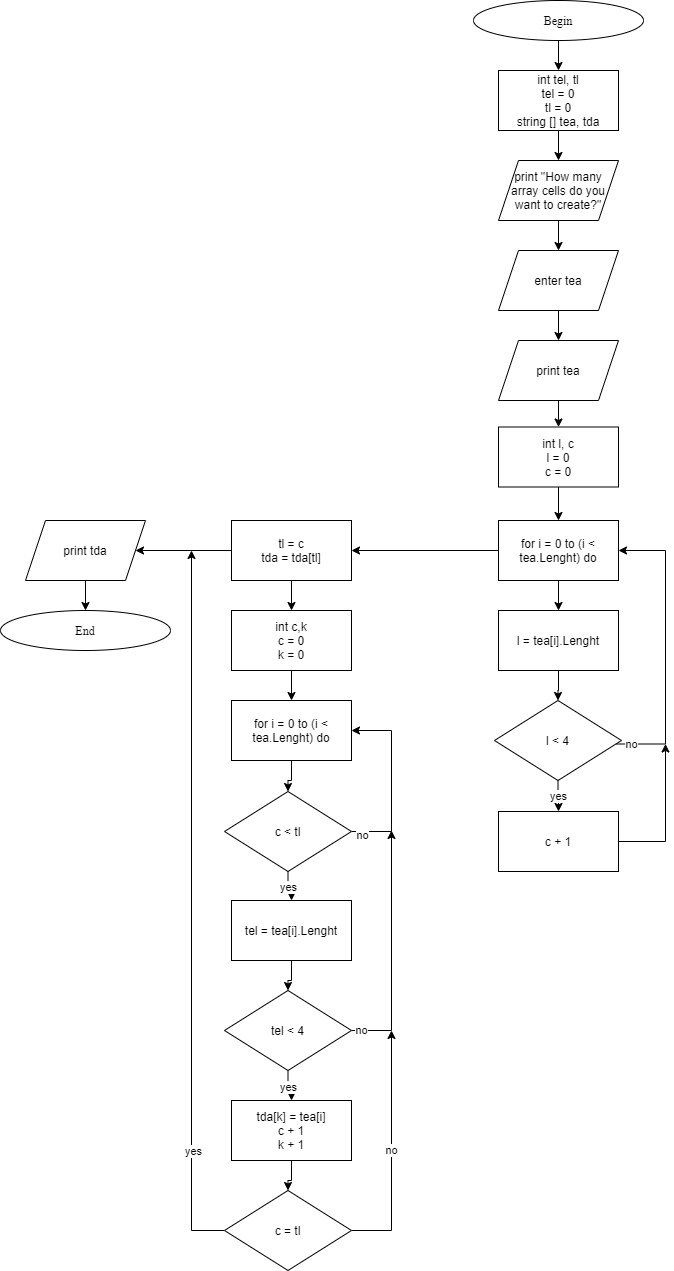 Begin
int tel, tl
tel = 0
tl = 0
string [] tea, tda
print "How many
array cells do you
want to create?"
enter tea
print tea
int l, c
l = 0
c = 0
for i = 0 to (i <
tea.Lenght) do
l = tea[i].Lenght
l < 4
no
yes
c + 1
tl = c
tda = tda[tl]
print tda
End
int c,k
c = 0
k = 0
for i = 0 to (i <
tea.Lenght) do
c < tl
no
yes
tel = tea[i].Lenght
tel < 4
no
yes
tda[k] = tea[i]
c + 1
k + 1
yes
no
c = tl